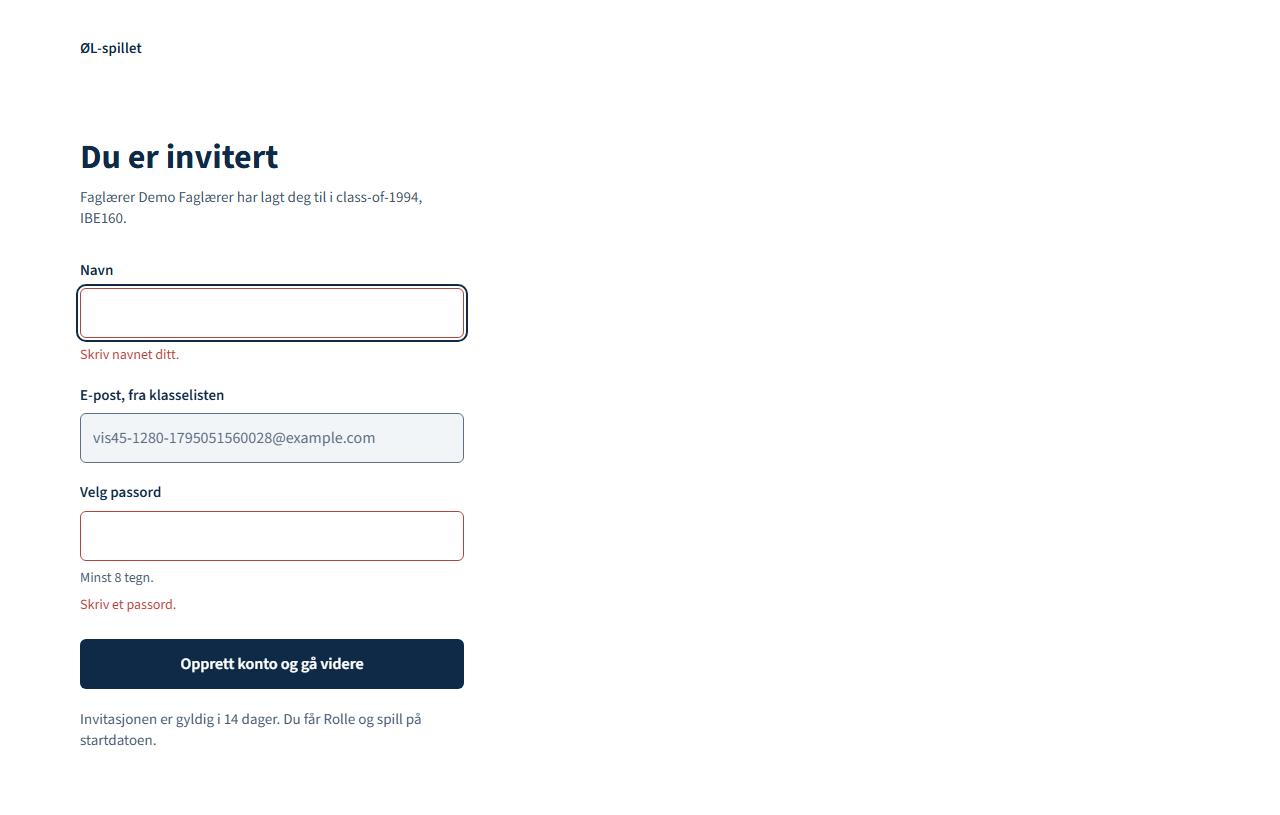 ØL-spillet
Du er invitert
Faglærer Demo Faglærer har lagt deg til i class-of-1994,
IBE160.
Navn
Skriv navnet ditt.
E-post, fra klasselisten
vis45-1280-1795051560028@example.com
Velg passord
Minst 8 tegn.
Skriv et passord.
Opprett konto og gå videre
Invitasjonen er gyldig i 14 dager. Du får Rolle og spill på
startdatoen.